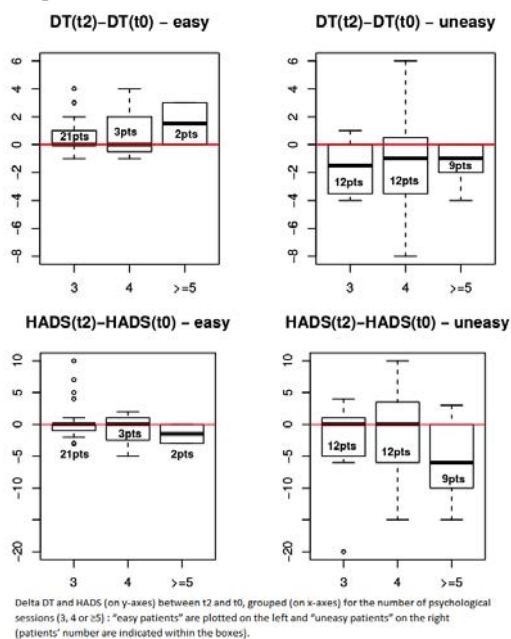 DT(t2)−DT(t0) − easy
DT(t2)−DT(t0) − uneasy
6
4
2
0
−2
−4
−6
−8
21pts
3pts
2pts
3
4
>=5
6
4
2
0
−2
−4
−6
−8
12pts
12pts
9pts
3
4
>=5
HADS(t2)−HADS(t0) − easy
HADS(t2)−HADS(t0) − uneasy
10
5
0
−5
−10
−20
21pts
3pts
2pts
3
4
>=5
10
5
0
−5
−10
−20
12pts
12pts
9pts
3
4
>=5
Delta DT and HADS (on y-axes) between t2 and t0, grouped (on x-axes) for the number of psychological
sessions (3, 4 or ≥5) : "easy patients" are plotted on the left and "uneasy patients" on the right
(patients' number are indicated within the boxes).